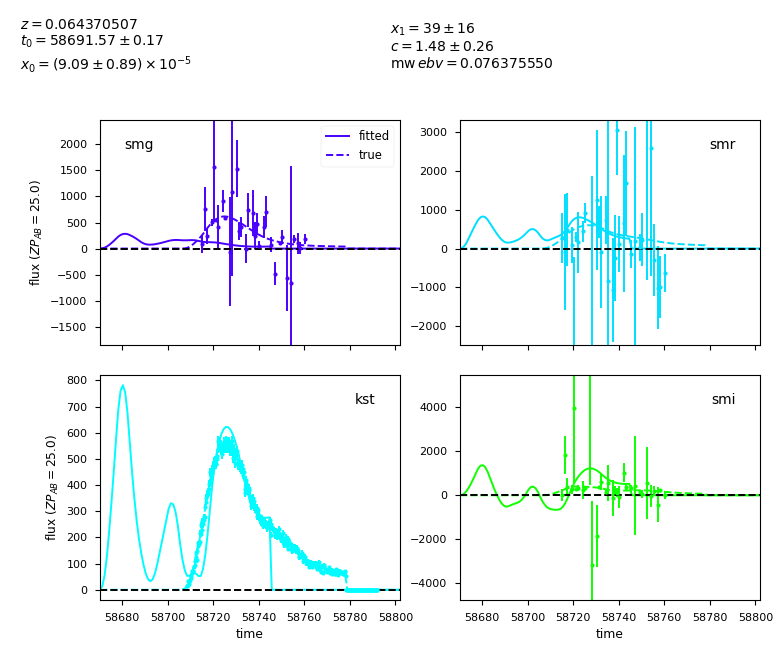 z = 0.064370507
t₀ = 58691.57 ± 0.17
x₀ = (9.09 ± 0.89) × 10⁻⁵
x₁ = 39 ± 16
c = 1.48 ± 0.26
mw ebv = 0.076375550
flux (ZP_AB = 25.0)
2000
1500
1000
500
0
−500
−1000
−1500
smg
fitted
true
3000
2000
1000
0
−1000
−2000
smr
flux (ZP_AB = 25.0)
800
700
600
500
400
300
200
100
0
kst
58680 58700 58720 58740 58760 58780 58800
time
4000
2000
0
−2000
−4000
smi
58680 58700 58720 58740 58760 58780 58800
time